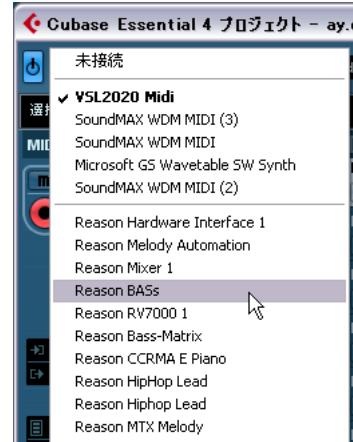 Cubase Essential 4 プロジェクト - ay.
未接続
選択
VSL2020 Midi
SoundMAX WDM MIDI (3)
MID
SoundMAX WDM MIDI
Microsoft GS Wavetable SW Synth
m
SoundMAX WDM MIDI (2)
Reason Hardware Interface 1
Reason Melody Automation
Reason Mixer 1
Reason BASs
Reason RV7000 1
Reason Bass-Matrix
Reason CCRMA E Piano
Reason HipHop Lead
Reason Hiphop Lead
Reason MTX Melody